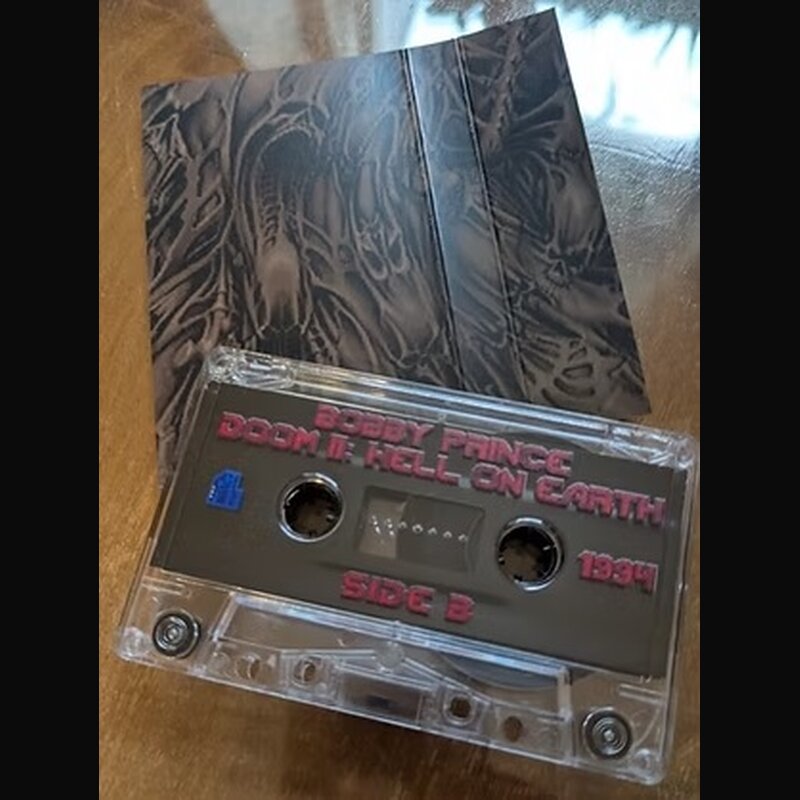 BOBBY PRINCE
DOOM II: HELL ON EARTH
1994
SIDE B